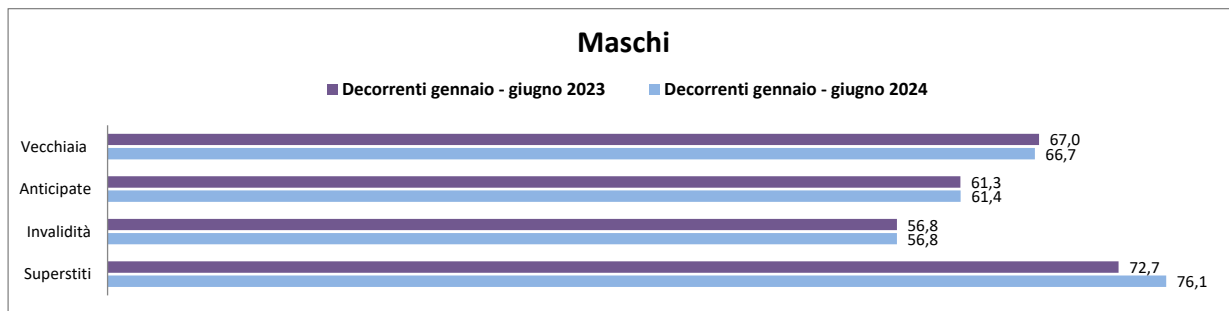 Maschi
Decorrenti gennaio - giugno 2023 Decorrenti gennaio - giugno 2024
Vecchiaia 67,0
66,7
Anticipate 61,3
61,4
Invalidità 56,8
56,8
Superstiti 72,7
76,1